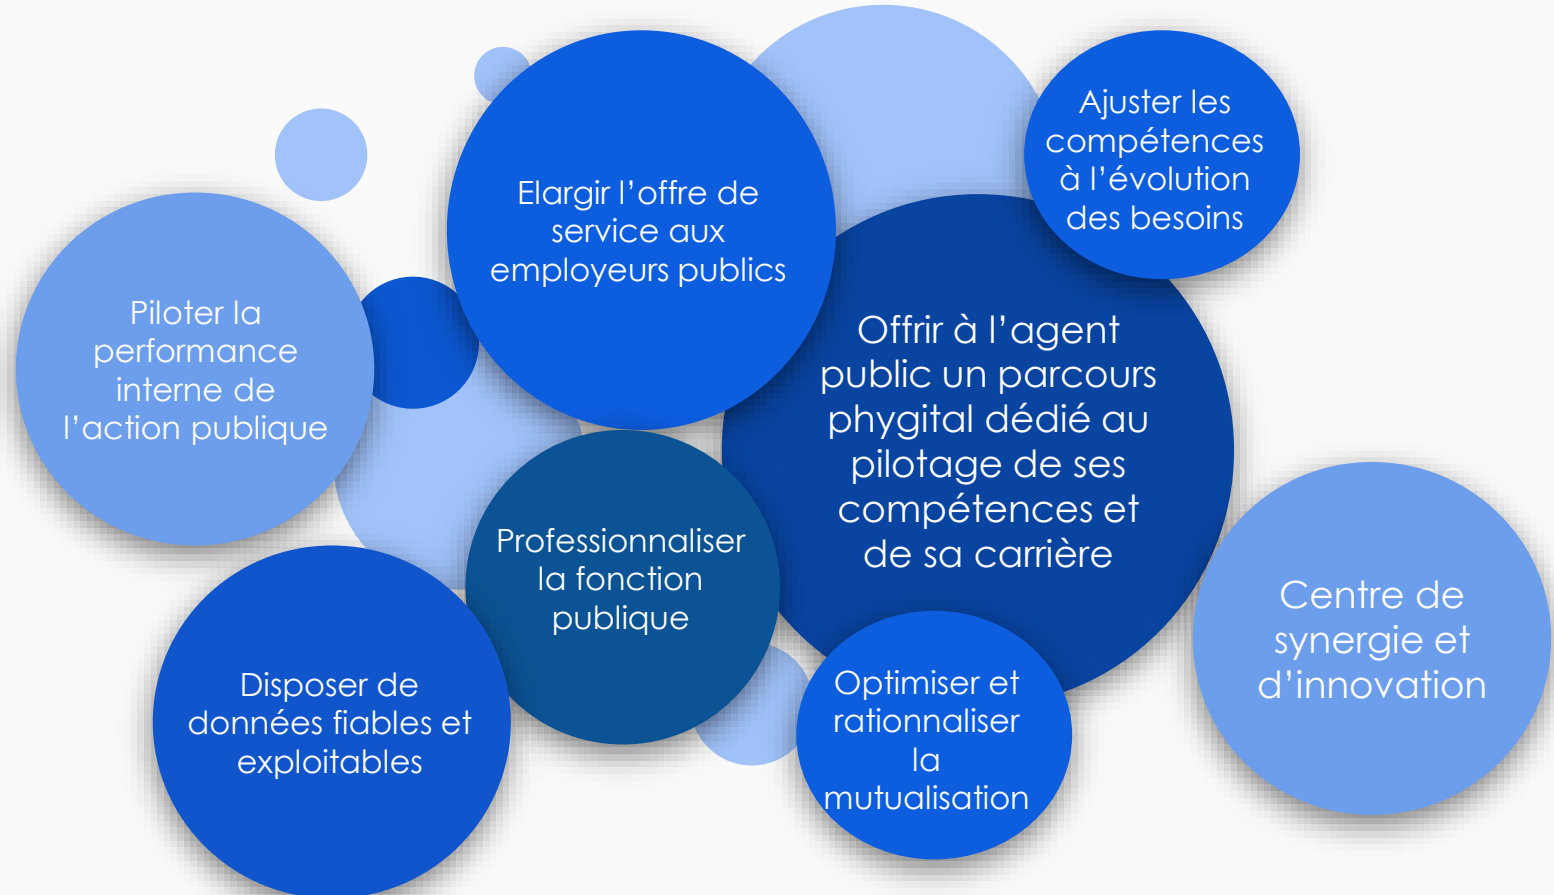 Ajuster les
compétences
à l’évolution
des besoins
Elargir l’offre de
service aux
employeurs publics
Piloter la
performance
interne de
l’action publique
Offrir à l’agent
public un parcours
phygital dédié au
pilotage de ses
compétences et
de sa carrière
Professionnaliser
la fonction
publique
Centre de
synergie et
d’innovation
Disposer de
données fiables et
exploitables
Optimiser et
rationnaliser
la
mutualisation